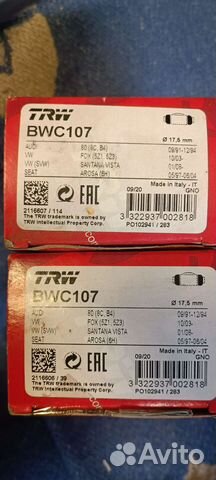 TRW
BWC107
Ø 17,5 mm
AUDI 80 (8C, B4) 09/91-12/94
VW FOX (5Z1, 5Z3) 10/03-
VW (SVW) SANTANA VISTA 01/08-
SEAT AROSA (6H) 05/97-06/04
09/20 Made in Italy - IT
GNO
EAC
2116607 / 114
The TRW trademark is owned by
TRW Intellectual Property Corp.
3 322937 002818
PO102941 / 283
TRW
BWC107
Ø 17,5 mm
AUDI 80 (8C, B4) 09/91-12/94
VW FOX (5Z1, 5Z3) 10/03-
VW (SVW) SANTANA VISTA 01/08-
SEAT AROSA (6H) 05/97-06/04
09/20 Made in Italy - IT
GNO
EAC
2116606 / 39
The TRW trademark is owned by
TRW Intellectual Property Corp.
3 322937 002818
PO102941 / 283
Avito